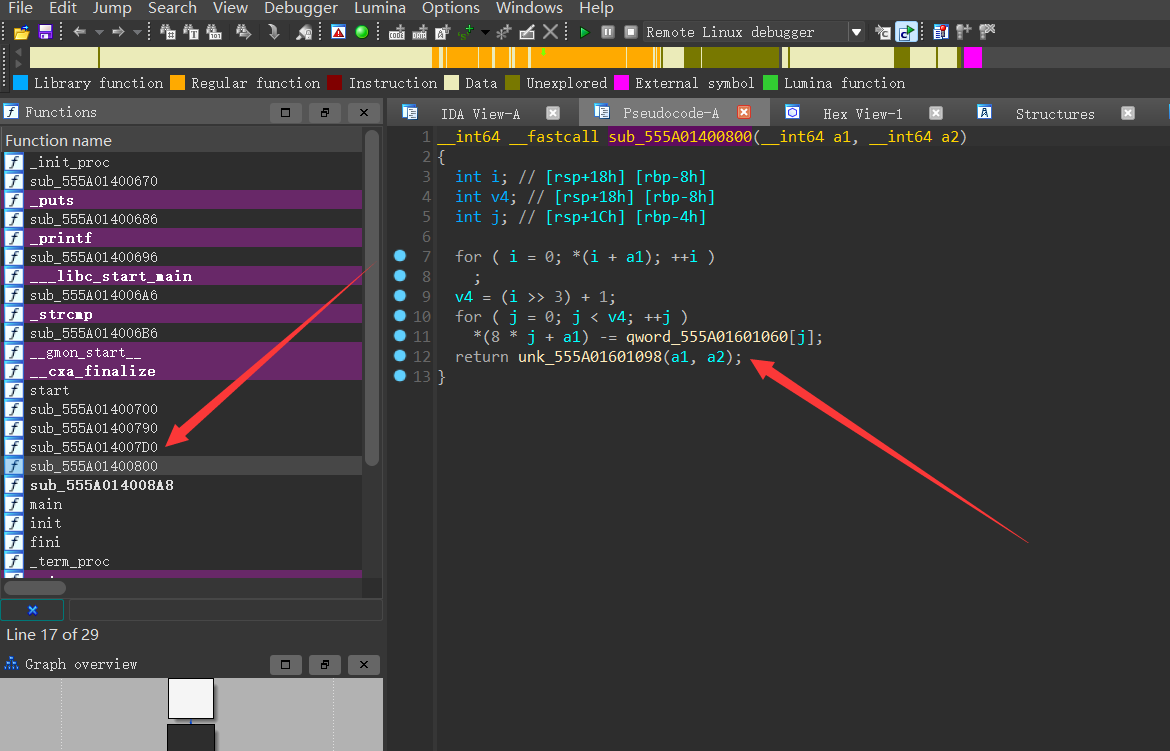 File Edit Jump Search View Debugger Lumina Options Windows Help
Remote Linux debugger
Library function Regular function Instruction Data Unexplored External symbol Lumina function
Functions
Function name
_init_proc
sub_555A01400670
_puts
sub_555A01400686
_printf
sub_555A01400696
___libc_start_main
sub_555A014006A6
_strcmp
sub_555A014006B6
__gmon_start__
__cxa_finalize
start
sub_555A01400700
sub_555A01400790
sub_555A014007D0
sub_555A01400800
sub_555A014008A8
main
init
fini
_term_proc
Line 17 of 29
Graph overview
IDA View-A Pseudocode-A Hex View-1 Structures
1 __int64 __fastcall sub_555A01400800(__int64 a1, __int64 a2)
2 {
3 int i; // [rsp+18h] [rbp-8h]
4 int v4; // [rsp+18h] [rbp-8h]
5 int j; // [rsp+1Ch] [rbp-4h]
6
7 for ( i = 0; *(i + a1); ++i )
8 ;
9 v4 = (i >> 3) + 1;
10 for ( j = 0; j < v4; ++j )
11 *(8 * j + a1) -= qword_555A01601060[j];
12 return unk_555A01601098(a1, a2);
13 }